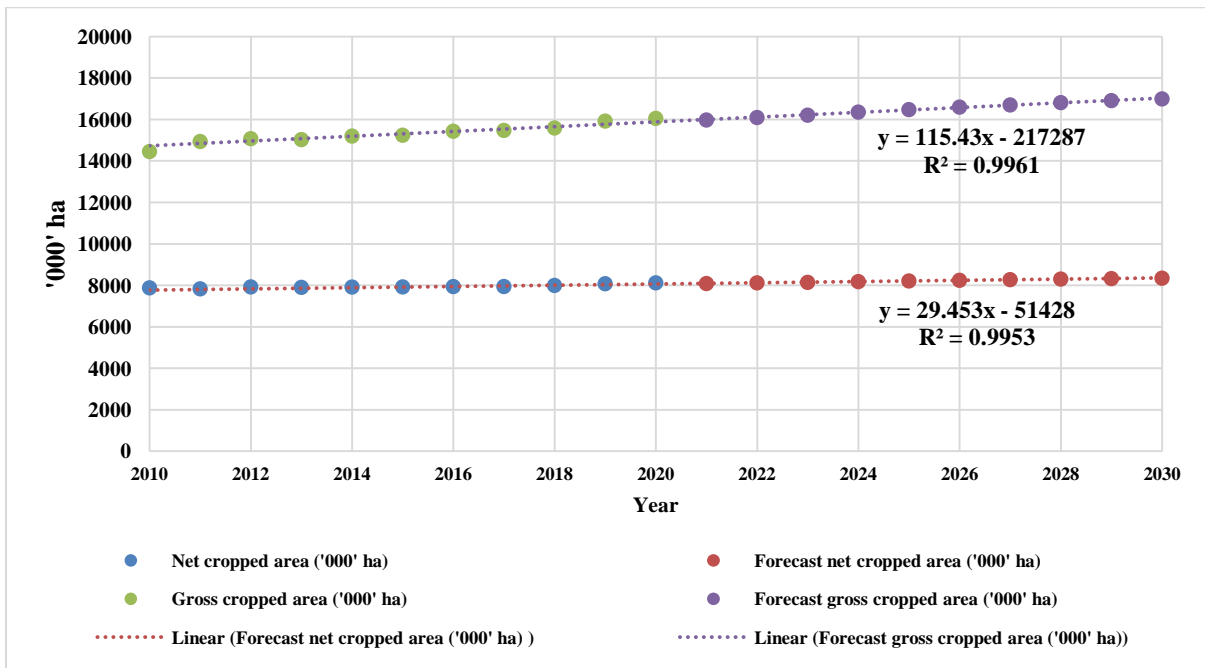 20000
18000
16000
14000
12000
10000
8000
6000
4000
2000
0
'000' ha
y = 115.43x - 217287
R² = 0.9961
y = 29.453x - 51428
R² = 0.9953
2010 2012 2014 2016 2018 2020 2022 2024 2026 2028 2030
Year
Net cropped area ('000' ha) Forecast net cropped area ('000' ha)
Gross cropped area ('000' ha) Forecast gross cropped area ('000' ha)
Linear (Forecast net cropped area ('000' ha) ) Linear (Forecast gross cropped area ('000' ha))